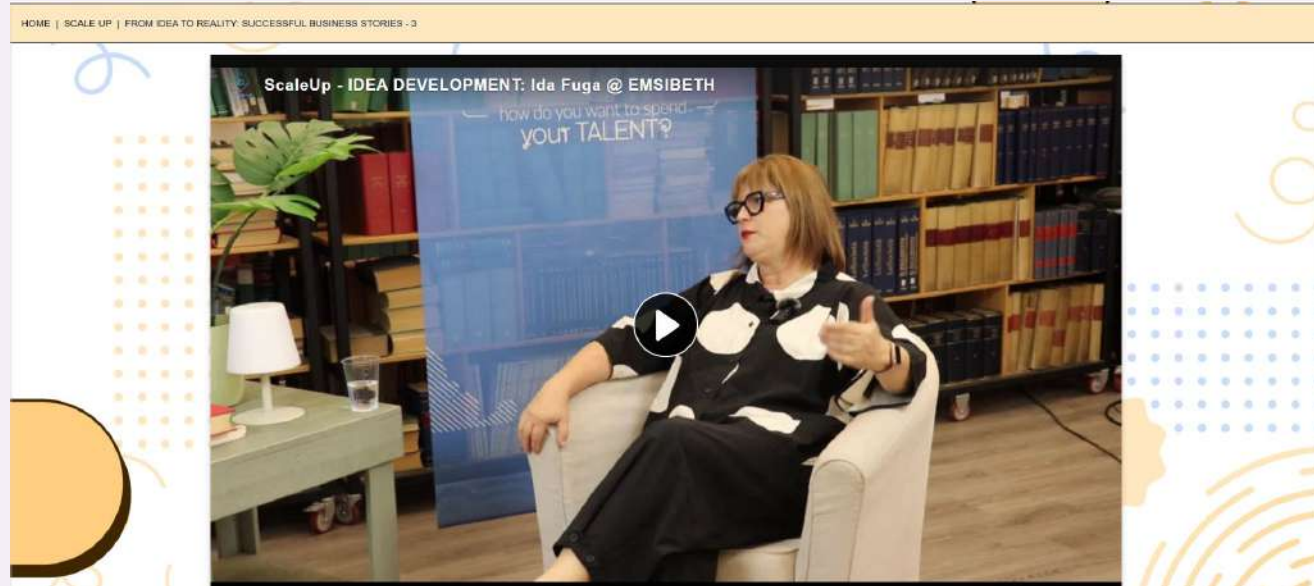 HOME | SCALE UP | FROM IDEA TO REALITY: SUCCESSFUL BUSINESS STORIES - 3
ScaleUp - IDEA DEVELOPMENT: Ida Fuga @ EMSIBETH
how do you want to spend
your TALENT?